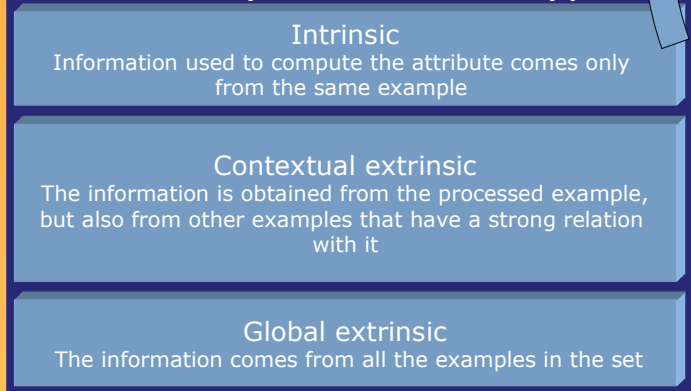 Intrinsic
Information used to compute the attribute comes only
from the same example
Contextual extrinsic
The information is obtained from the processed example,
but also from other examples that have a strong relation
with it
Global extrinsic
The information comes from all the examples in the set